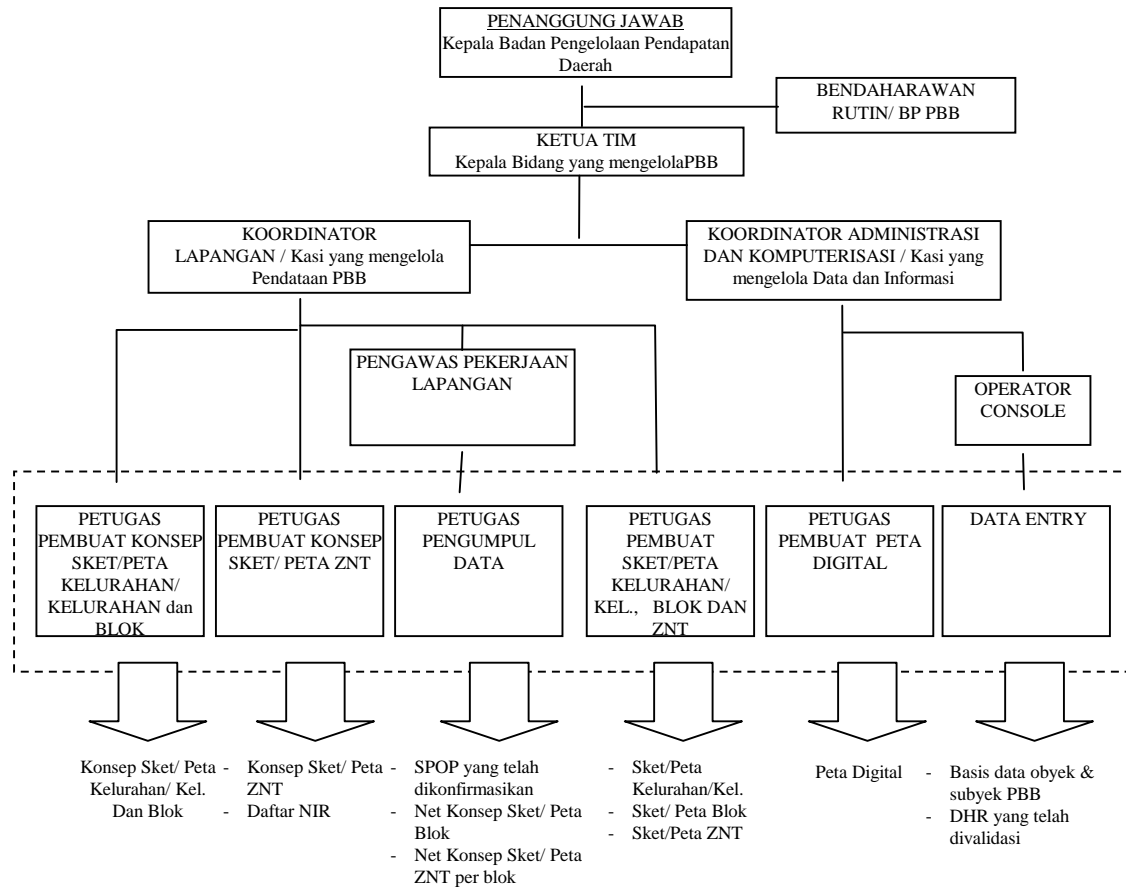 PENANGGUNG JAWAB
Kepala Badan Pengelolaan Pendapatan
Daerah
BENDAHARAWAN
RUTIN/ BP PBB
KETUA TIM
Kepala Bidang yang mengelolaPBB
KOORDINATOR
LAPANGAN / Kasi yang mengelola
Pendataan PBB
KOORDINATOR ADMINISTRASI
DAN KOMPUTERISASI / Kasi yang
mengelola Data dan Informasi
PENGAWAS PEKERJAAN
LAPANGAN
OPERATOR
CONSOLE
PETUGAS
PEMBUAT KONSEP
SKET/PETA
KELURAHAN/
KELURAHAN dan
BLOK
PETUGAS
PEMBUAT KONSEP
SKET/ PETA ZNT
PETUGAS
PENGUMPUL
DATA
PETUGAS
PEMBUAT
SKET/PETA
KELURAHAN/
KEL., BLOK DAN
ZNT
PETUGAS
PEMBUAT PETA
DIGITAL
DATA ENTRY
Konsep Sket/ Peta
Kelurahan/ Kel.
Dan Blok
- Konsep Sket/ Peta
ZNT
- Daftar NIR
- SPOP yang telah
dikonfirmasikan
- Net Konsep Sket/ Peta
Blok
- Net Konsep Sket/ Peta
ZNT per blok
- Sket/Peta
Kelurahan/Kel.
- Sket/ Peta Blok
- Sket/Peta ZNT
Peta Digital
- Basis data obyek &
subyek PBB
- DHR yang telah
divalidasi